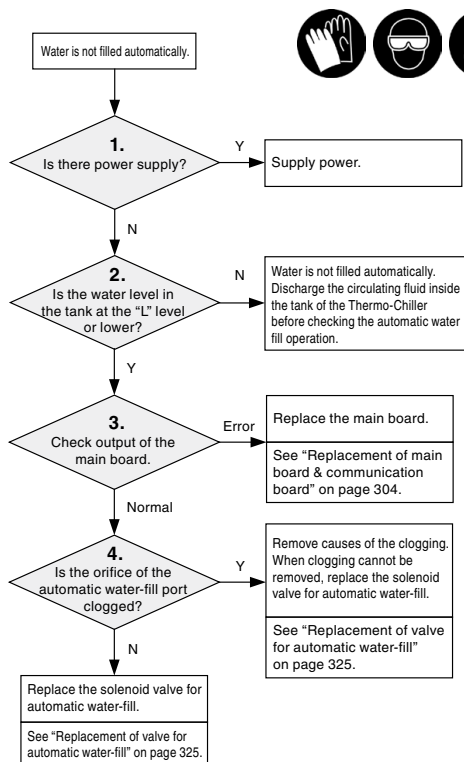 Water is not filled automatically.
1.
Is there power supply?
Y
Supply power.
N
2.
Is the water level in
the tank at the “L” level
or lower?
N
Water is not filled automatically.
Discharge the circulating fluid inside
the tank of the Thermo-Chiller
before checking the automatic water
fill operation.
Y
3.
Check output of the
main board.
Error
Replace the main board.
See “Replacement of main
board & communication
board” on page 304.
Normal
4.
Is the orifice of the
automatic water-fill port
clogged?
Y
Remove causes of the clogging.
When clogging cannot be
removed, replace the solenoid
valve for automatic water-fill.
See “Replacement of valve
for automatic water-fill”
on page 325.
N
Replace the solenoid valve for
automatic water-fill.
See “Replacement of valve for
automatic water-fill” on page 325.